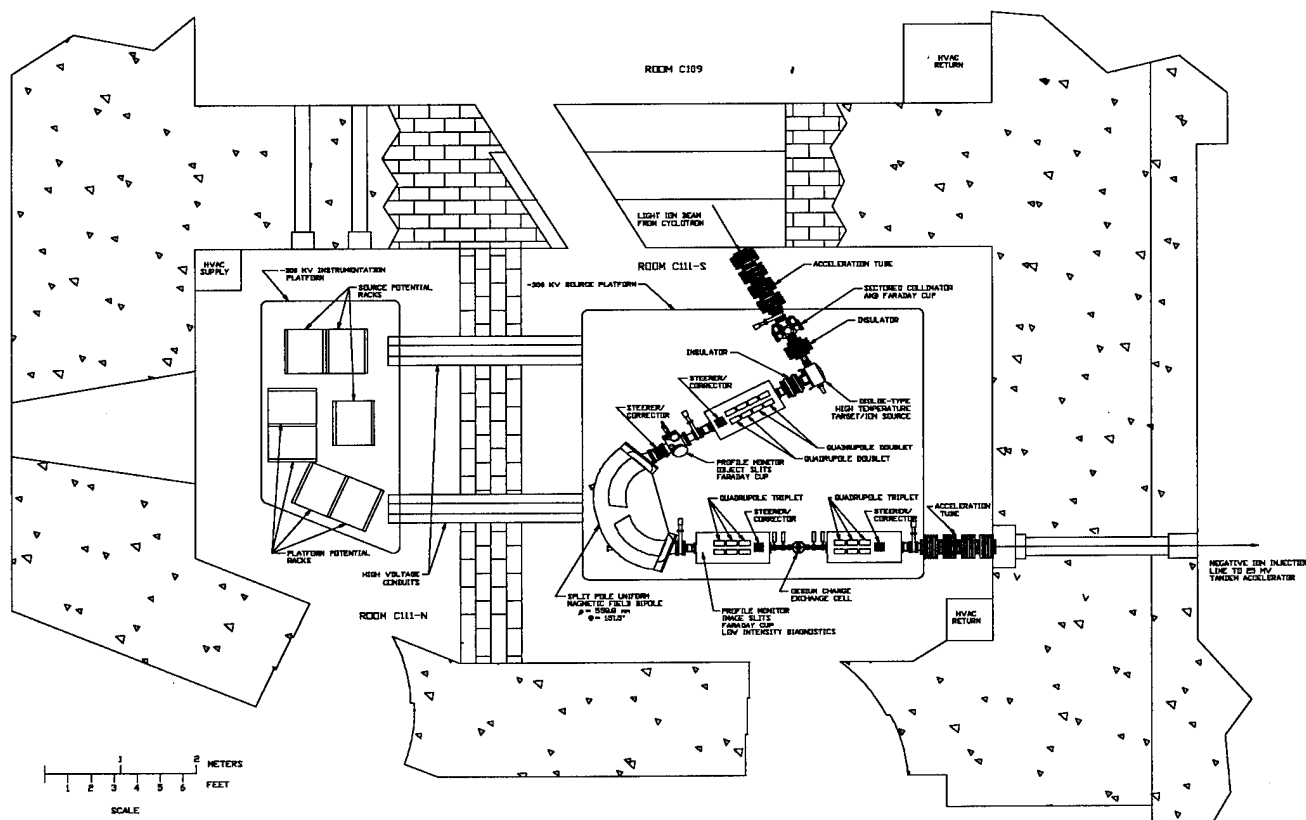 ROOM C109
HVAC
RETURN
LIGHT ION BEAM
FROM CYCLOTRON
ROOM C111-S
ACCELERATION TUBE
HVAC
SUPPLY
-300 KV INSTRUMENTATION
PLATFORM
SOURCE POTENTIAL
RACKS
-300 KV SOURCE PLATFORM
SECTORED COLLIMATOR
AND FARADAY CUP
INSULATOR
INSULATOR
STEERER/
CORRECTOR
STEERER/
CORRECTOR
ISOLDE-TYPE
HIGH TEMPERATURE
TARGET/ION SOURCE
QUADRUPOLE DOUBLET
QUADRUPOLE DOUBLET
PROFILE MONITOR
OBJECT SLITS
FARADAY CUP
QUADRUPOLE TRIPLET
STEERER/
CORRECTOR
QUADRUPOLE TRIPLET
STEERER/
CORRECTOR
ACCELERATION
TUBE
PLATFORM POTENTIAL
RACKS
HIGH VOLTAGE
CONDUITS
ROOM C111-N
SPLIT POLE UNIFORM
MAGNETIC FIELD DIPOLE
CESIUM CHANGE
EXCHANGE CELL
PROFILE MONITOR
IMAGE SLITS
FARADAY CUP
LOW INTENSITY DIAGNOSTICS
HVAC
RETURN
NEGATIVE ION INJECTION
LINE TO 25 MV
TANDEM ACCELERATOR
1 2 METERS
1 2 3 4 5 6 FEET
SCALE